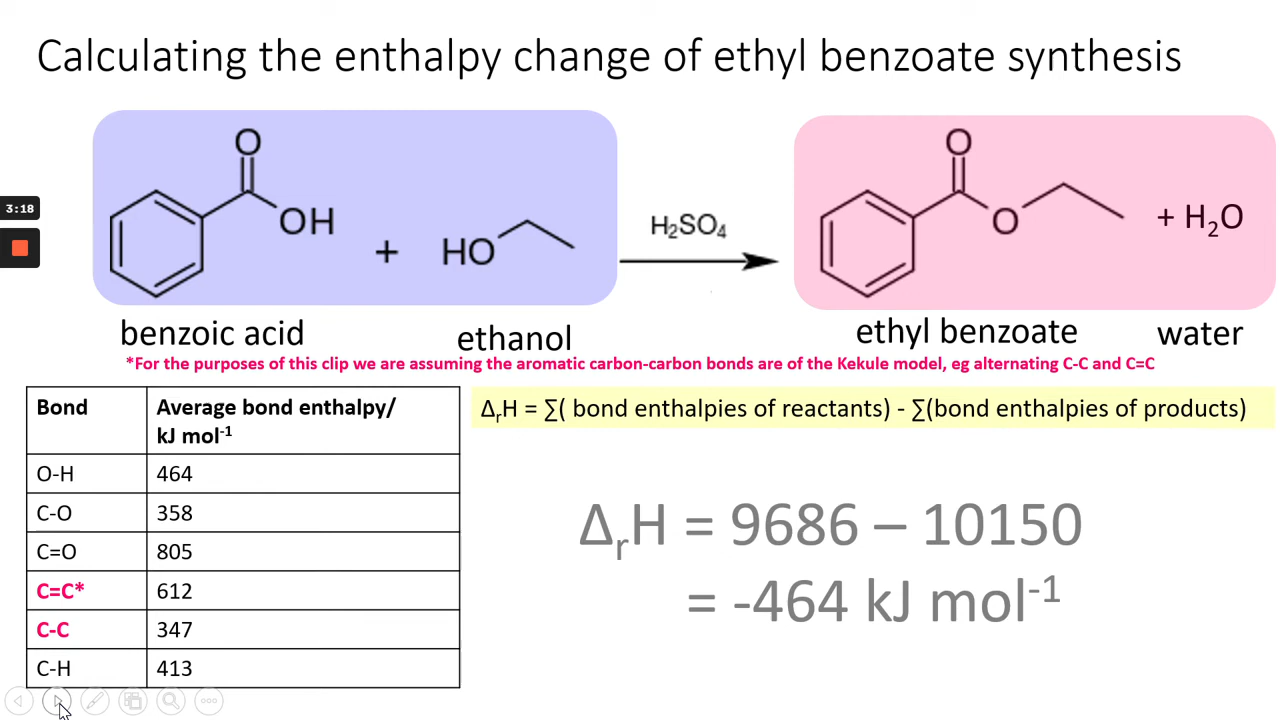 Calculating the enthalpy change of ethyl benzoate synthesis
O
OH
+
HO
H₂SO₄
O
O
+ H₂O
3:18
benzoic acid
ethanol
ethyl benzoate
water
*For the purposes of this clip we are assuming the aromatic carbon-carbon bonds are of the Kekule model, eg alternating C-C and C=C
Bond Average bond enthalpy/
kJ mol⁻¹
O-H 464
C-O 358
C=O 805
C=C* 612
C-C 347
C-H 413
ΔᵣH = ∑( bond enthalpies of reactants) - ∑(bond enthalpies of products)
ΔᵣH = 9686 – 10150
= -464 kJ mol⁻¹